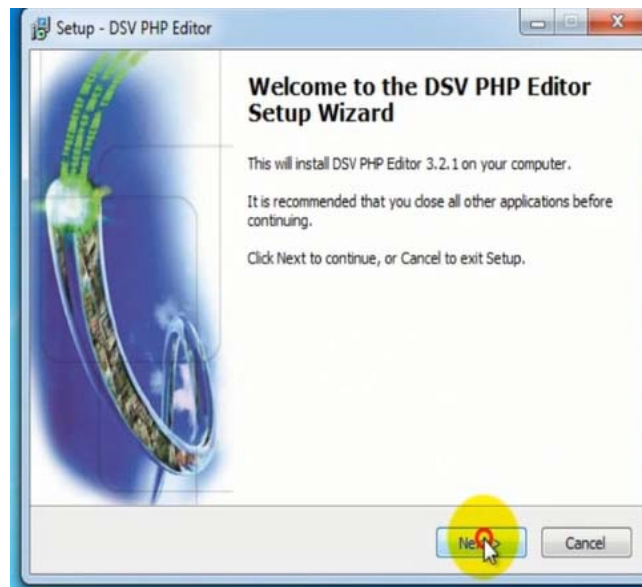 Setup - DSV PHP Editor
Welcome to the DSV PHP Editor
Setup Wizard
This will install DSV PHP Editor 3.2.1 on your computer.
It is recommended that you close all other applications before
continuing.
Click Next to continue, or Cancel to exit Setup.
Cancel